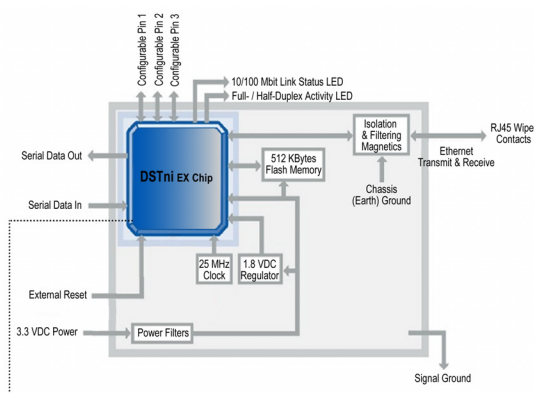 Configurable Pin 1
Configurable Pin 2
Configurable Pin 3
10/100 Mbit Link Status LED
Full- / Half-Duplex Activity LED
Isolation
& Filtering
Magnetics
RJ45 Wipe
Contacts
Ethernet
Transmit & Receive
Serial Data Out
DSTni EX Chip
512 KBytes
Flash Memory
Chassis
(Earth) Ground
Serial Data In
25 MHz
Clock
1.8 VDC
Regulator
External Reset
3.3 VDC Power
Power Filters
Signal Ground